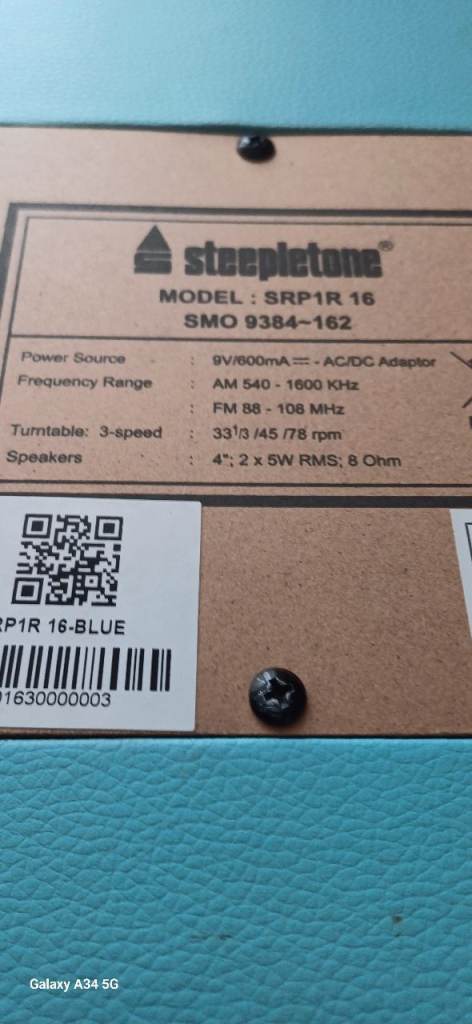 steepletone®
MODEL : SRP1R 16
SMO 9384~162
Power Source : 9V/600mA ⎓ - AC/DC Adaptor
Frequency Range : AM 540 - 1600 KHz
: FM 88 - 108 MHz
Turntable: 3-speed : 33 1/3 /45 /78 rpm
Speakers : 4"; 2 x 5W RMS; 8 Ohm
RP1R 16-BLUE
01630000003
Galaxy A34 5G